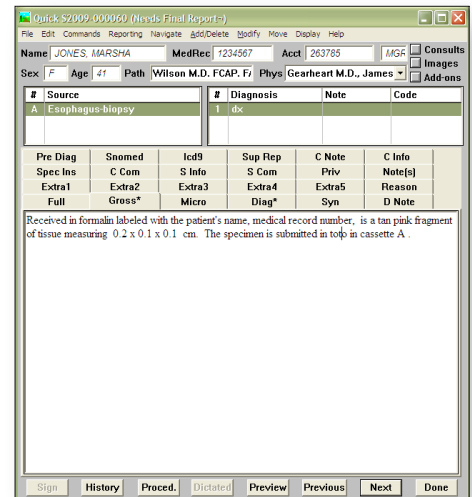 Quick S2009-000060 (Needs Final Report~)
File Edit Commands Reporting Navigate Add/Delete Modify Move Display Help
Name JONES, MARSHA MedRec 1234567 Acct 263785 MGR Consults
Images
Sex F Age 41 Path Wilson M.D. FCAP. F/ Phys Gearheart M.D., James Add-ons
# Source # Diagnosis Note Code
A Esophagus-biopsy 1 dx
Pre Diag Snomed Icd9 Sup Rep C Note C Info
Spec Ins C Com S Info S Com Priv Note(s)
Extra1 Extra2 Extra3 Extra4 Extra5 Reason
Full Gross* Micro Diag* Syn D Note
Received in formalin labeled with the patient's name, medical record number, is a tan pink fragment
of tissue measuring 0.2 x 0.1 x 0.1 cm. The specimen is submitted in toto in cassette A .
Sign History Proced. Dictated Preview Previous Next Done